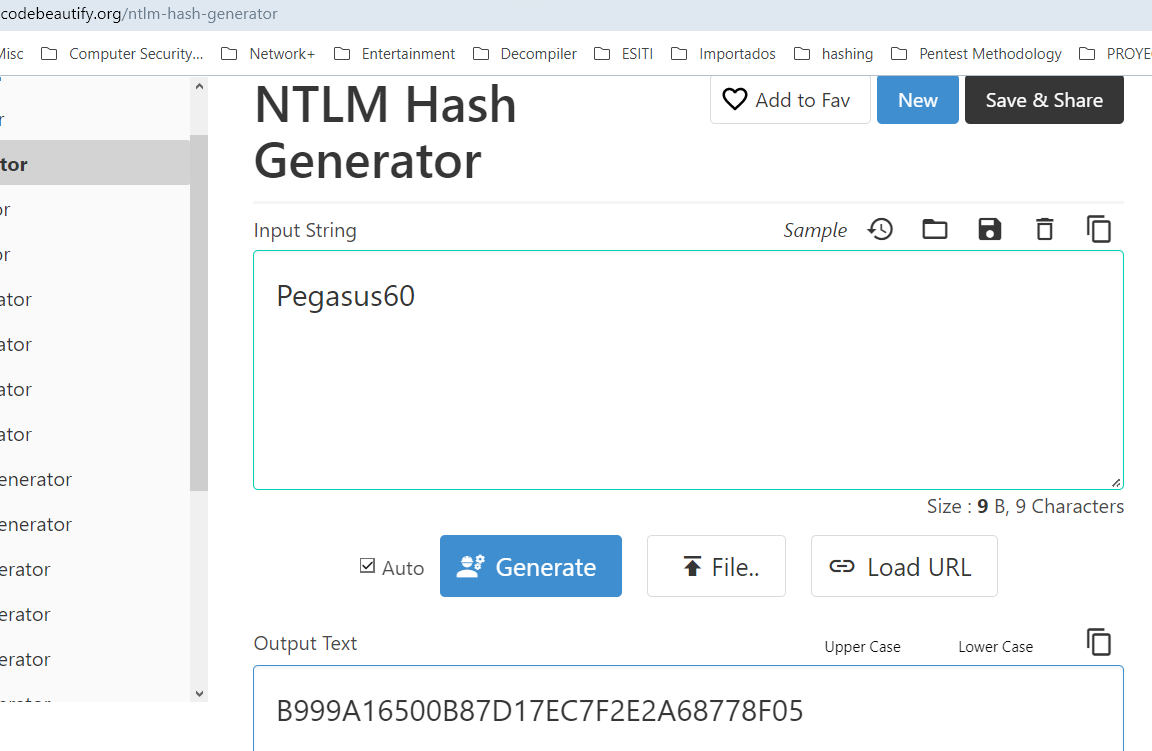 codebeautify.org/ntlm-hash-generator
Misc Computer Security... Network+ Entertainment Decompiler ESITI Importados hashing Pentest Methodology PROYE
NTLM Hash
Generator
Add to Fav New Save & Share
r
tor
or
or
ator
ator
ator
ator
enerator
enerator
erator
erator
erator
Input String
Sample
Pegasus60
Size : 9 B, 9 Characters
Auto Generate File.. Load URL
Output Text
Upper Case Lower Case
B999A16500B87D17EC7F2E2A68778F05